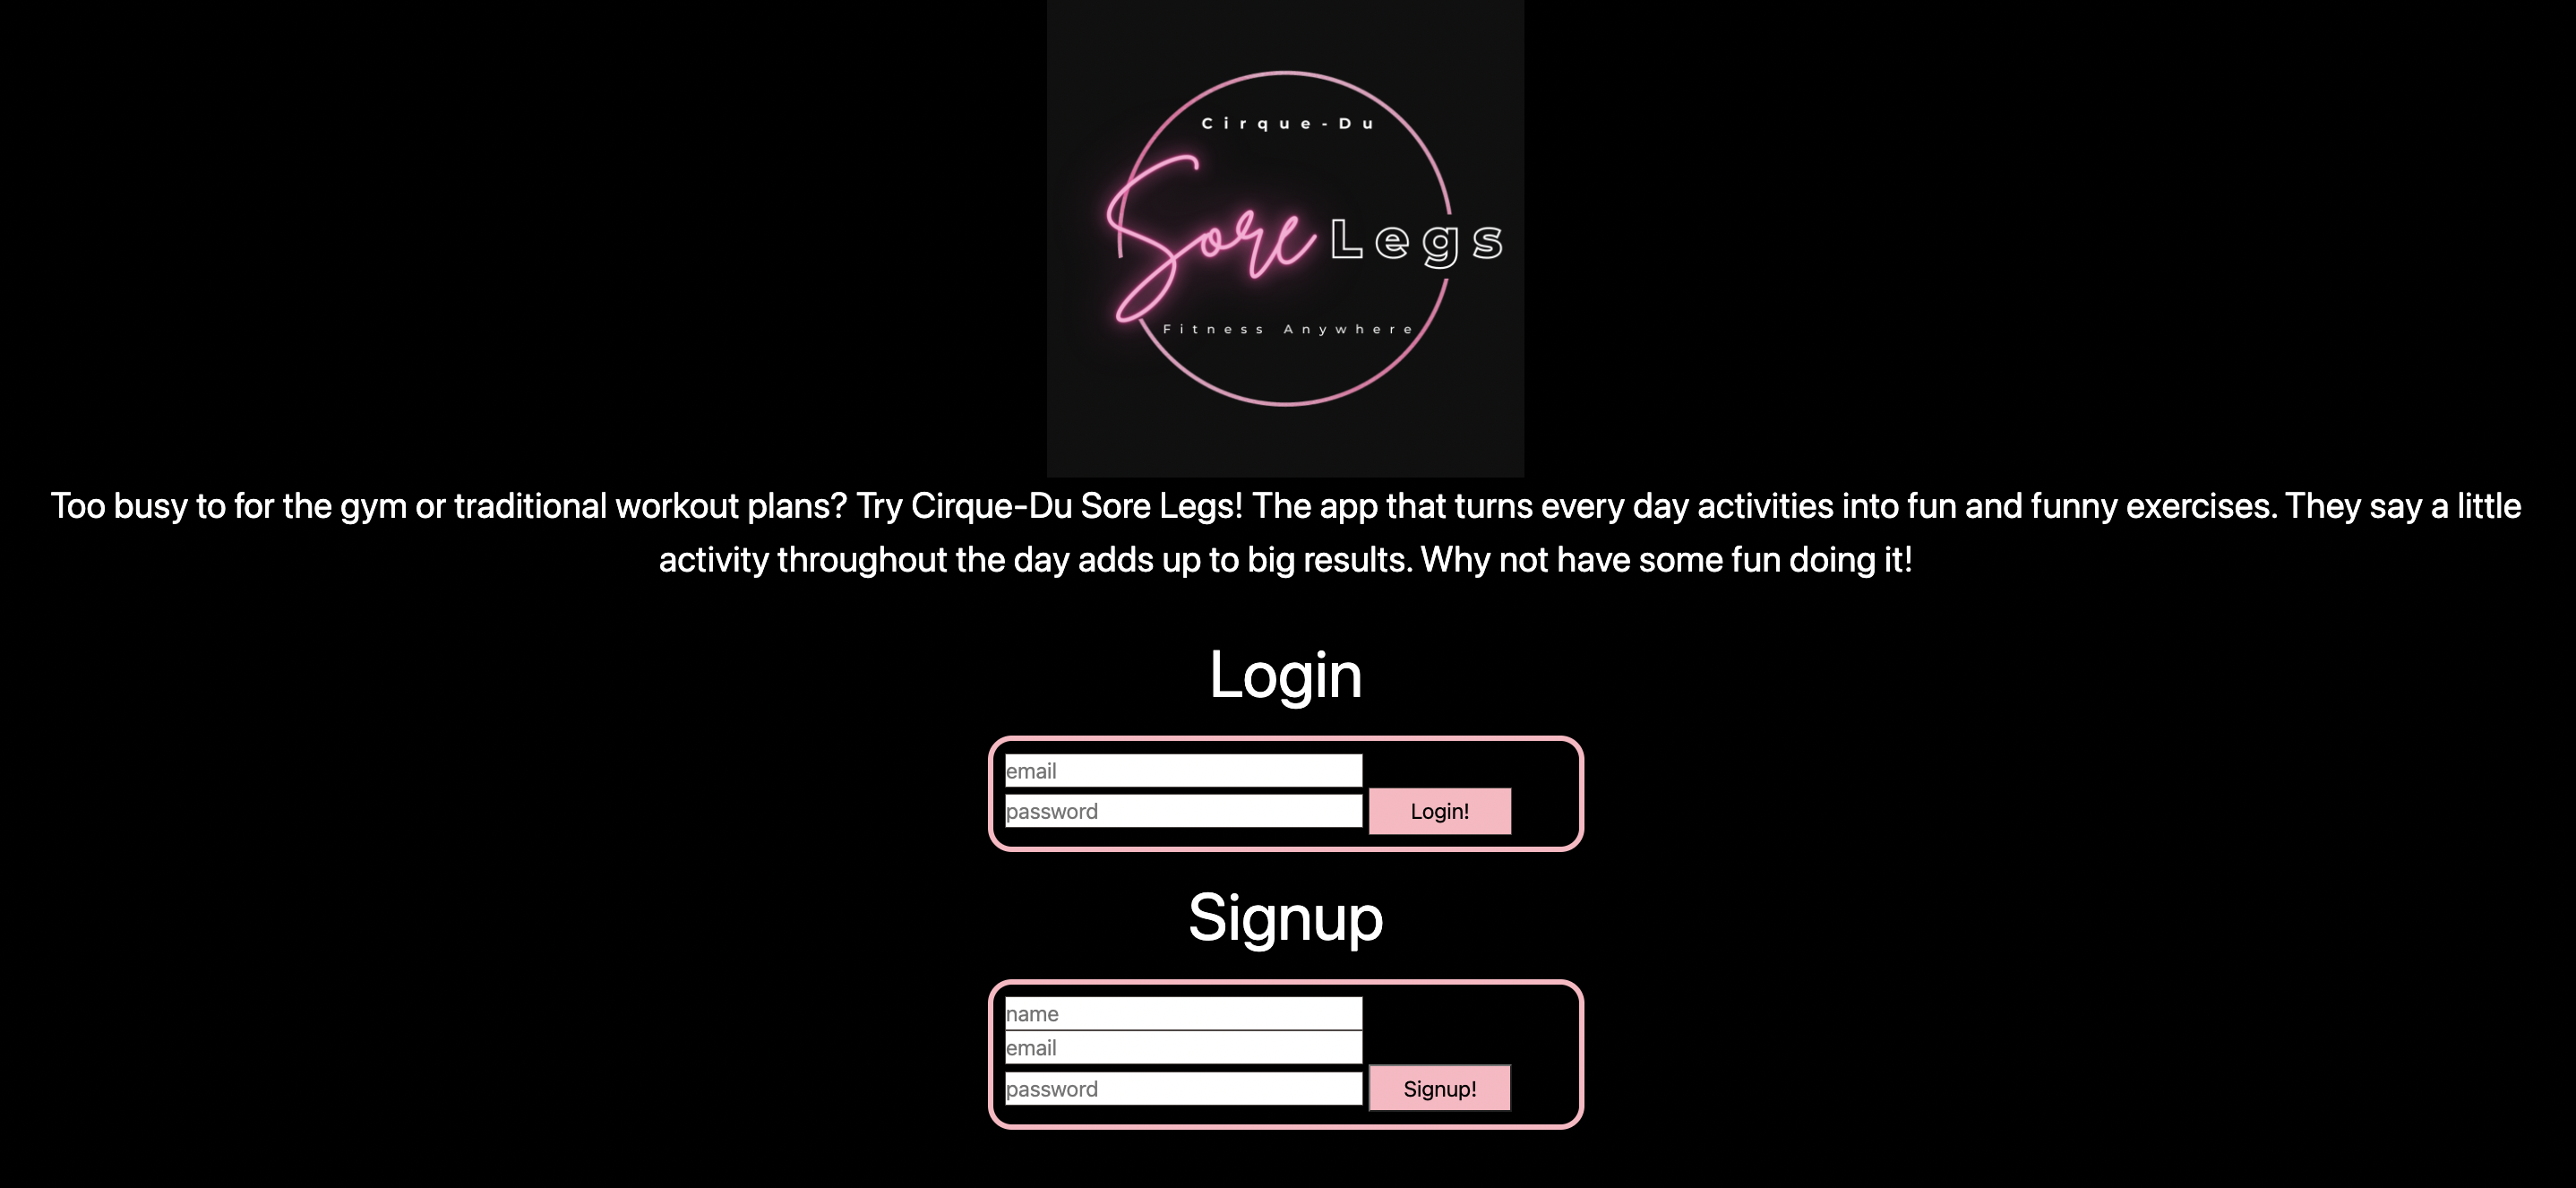 Cirque-Du
Sore Legs
Fitness Anywhere
Too busy to for the gym or traditional workout plans? Try Cirque-Du Sore Legs! The app that turns every day activities into fun and funny exercises. They say a little
activity throughout the day adds up to big results. Why not have some fun doing it!
Login
email
password Login!
Signup
name
email
password Signup!